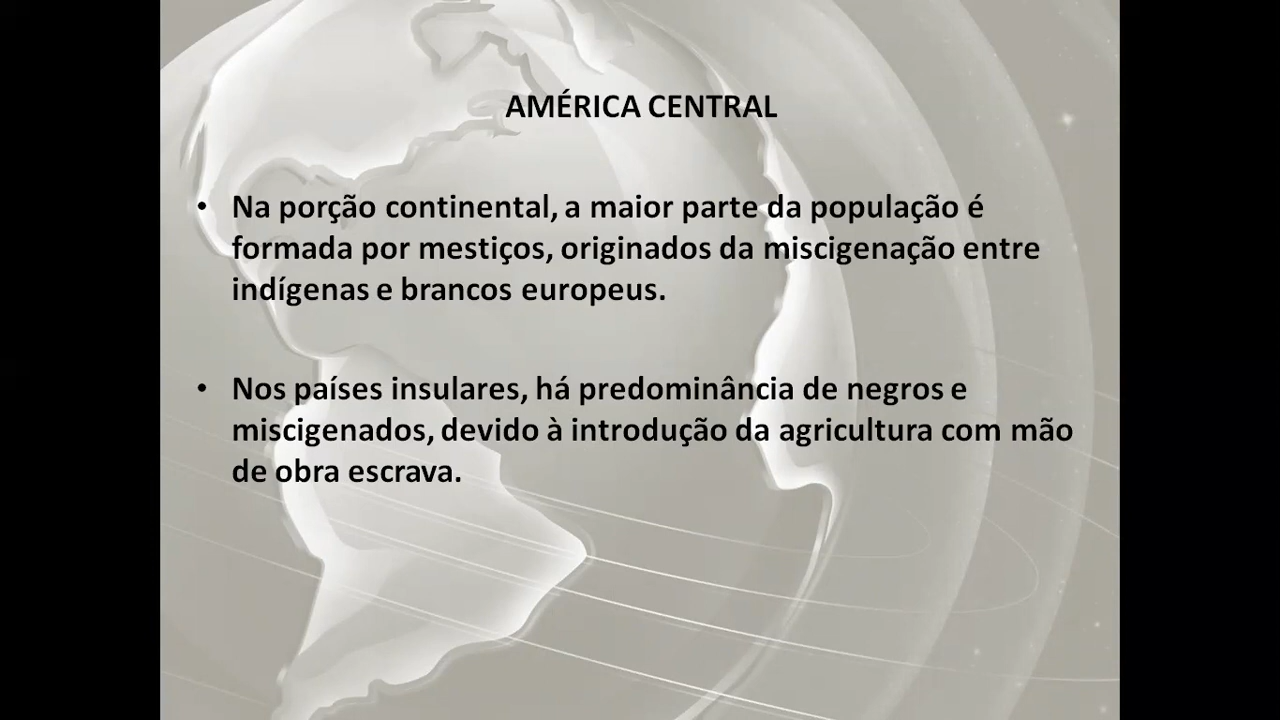 AMÉRICA CENTRAL
• Na porção continental, a maior parte da população é
formada por mestiços, originados da miscigenação entre
indígenas e brancos europeus.
• Nos países insulares, há predominância de negros e
miscigenados, devido à introdução da agricultura com mão
de obra escrava.